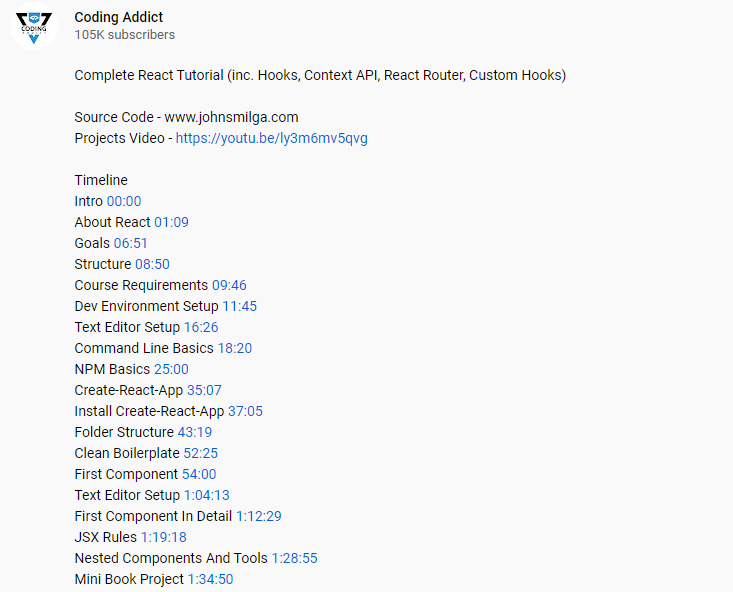 CODING
Coding Addict
105K subscribers
Complete React Tutorial (inc. Hooks, Context API, React Router, Custom Hooks)
Source Code - www.johnsmilga.com
Projects Video - https://youtu.be/ly3m6mv5qvg
Timeline
Intro 00:00
About React 01:09
Goals 06:51
Structure 08:50
Course Requirements 09:46
Dev Environment Setup 11:45
Text Editor Setup 16:26
Command Line Basics 18:20
NPM Basics 25:00
Create-React-App 35:07
Install Create-React-App 37:05
Folder Structure 43:19
Clean Boilerplate 52:25
First Component 54:00
Text Editor Setup 1:04:13
First Component In Detail 1:12:29
JSX Rules 1:19:18
Nested Components And Tools 1:28:55
Mini Book Project 1:34:50